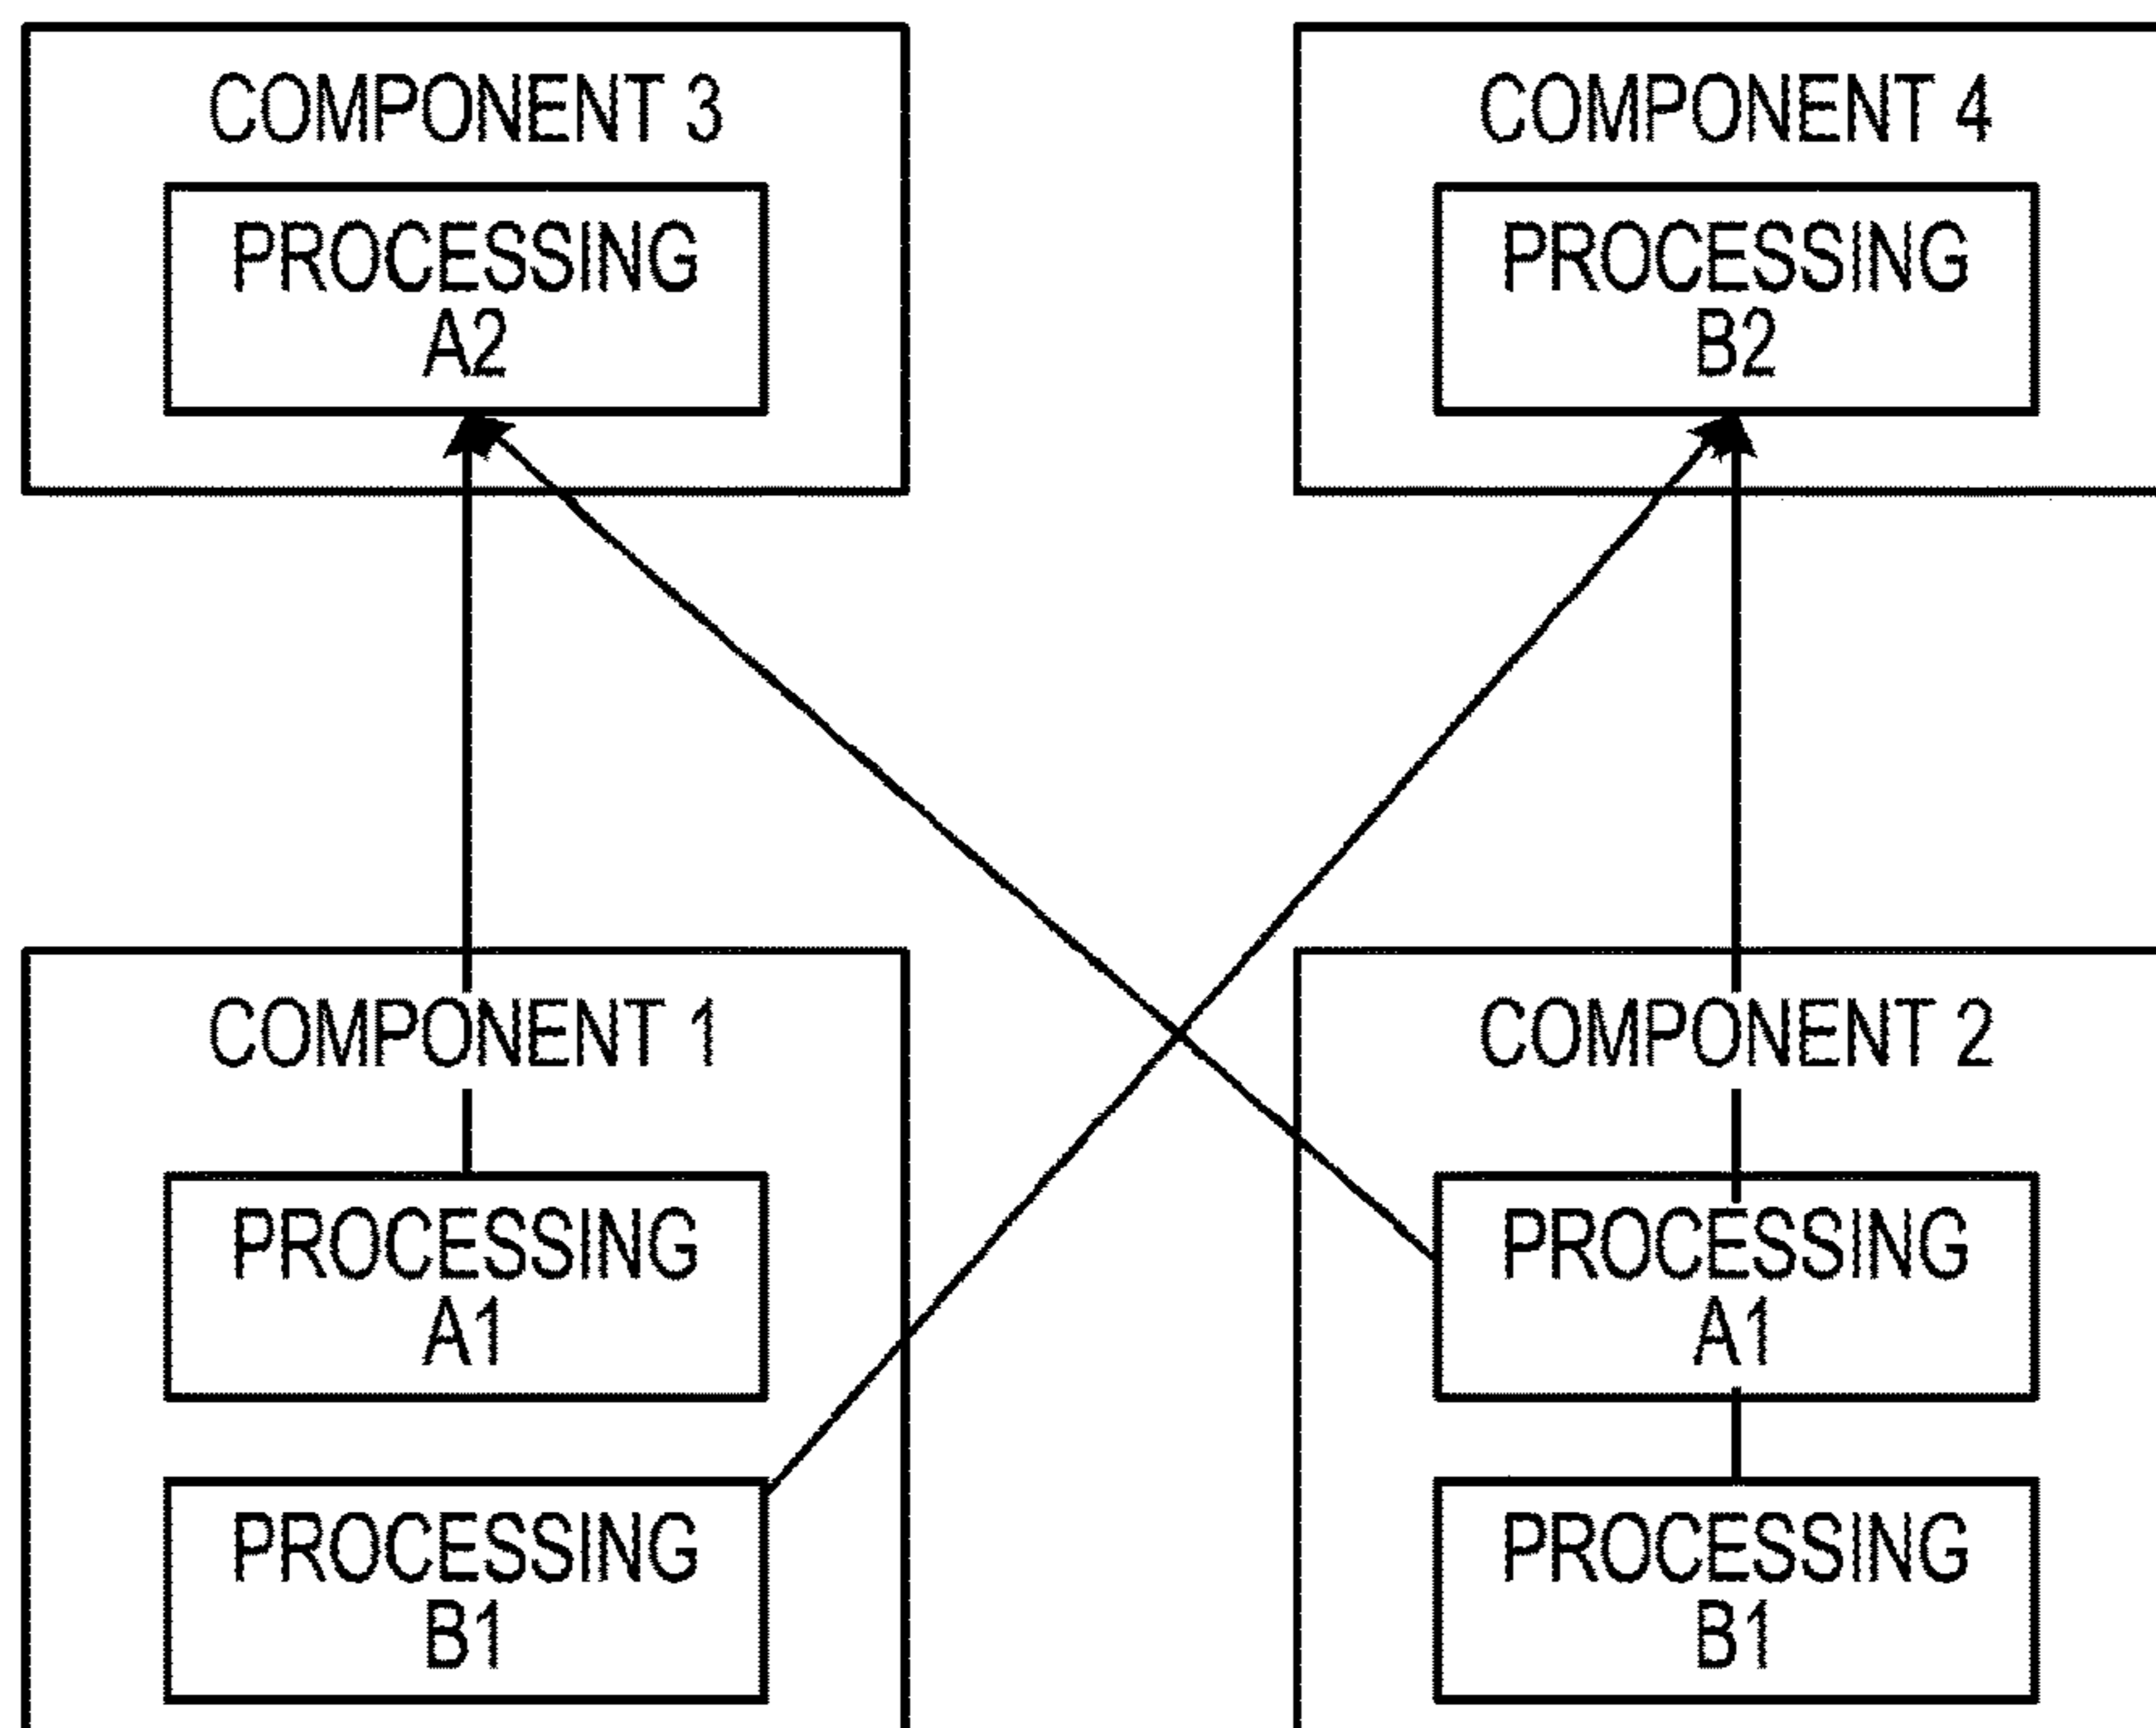 COMPONENT 3
PROCESSING
A2
COMPONENT 4
PROCESSING
B2
COMPONENT 1
PROCESSING
A1
PROCESSING
B1
COMPONENT 2
PROCESSING
A1
PROCESSING
B1